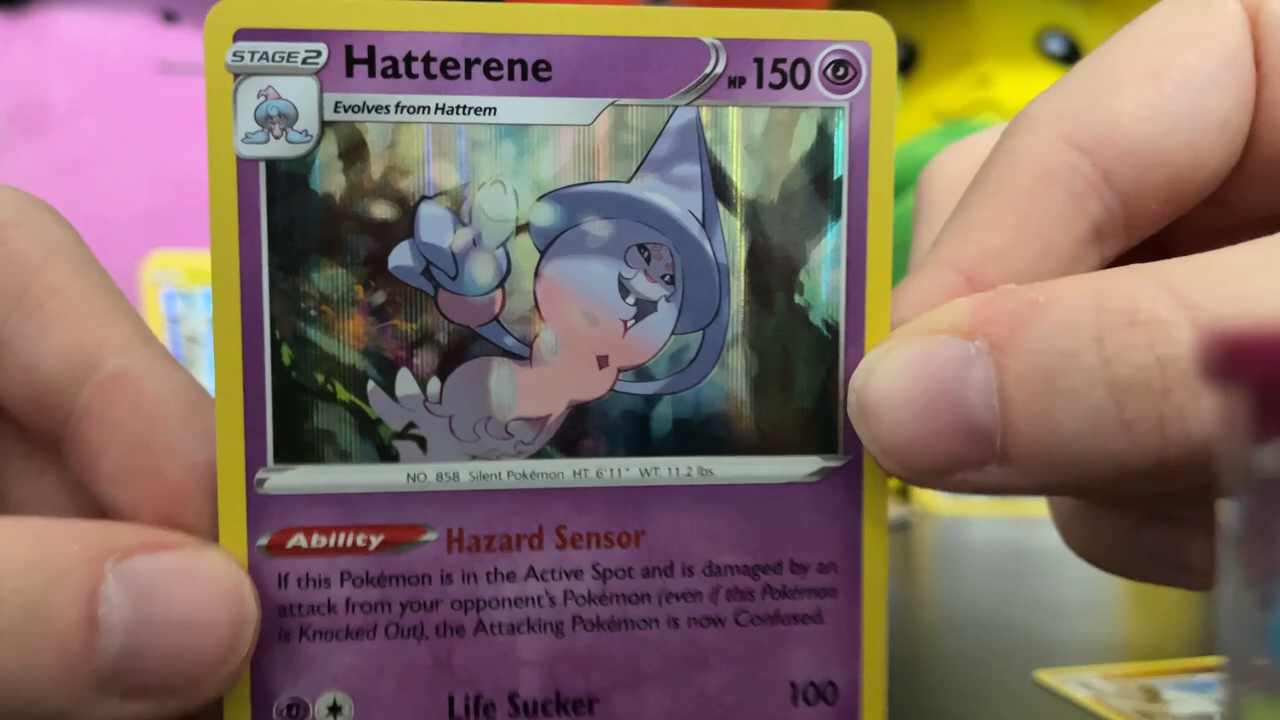 STAGE 2
Hatterene
HP 150
Evolves from Hattrem
NO. 858 Silent Pokémon HT 6'11" WT. 11.2 lbs.
Ability Hazard Sensor
If this Pokémon is in the Active Spot and is damaged by an
attack from your opponent's Pokémon (even if this Pokémon
is Knocked Out), the Attacking Pokémon is now Confused.
Life Sucker 100